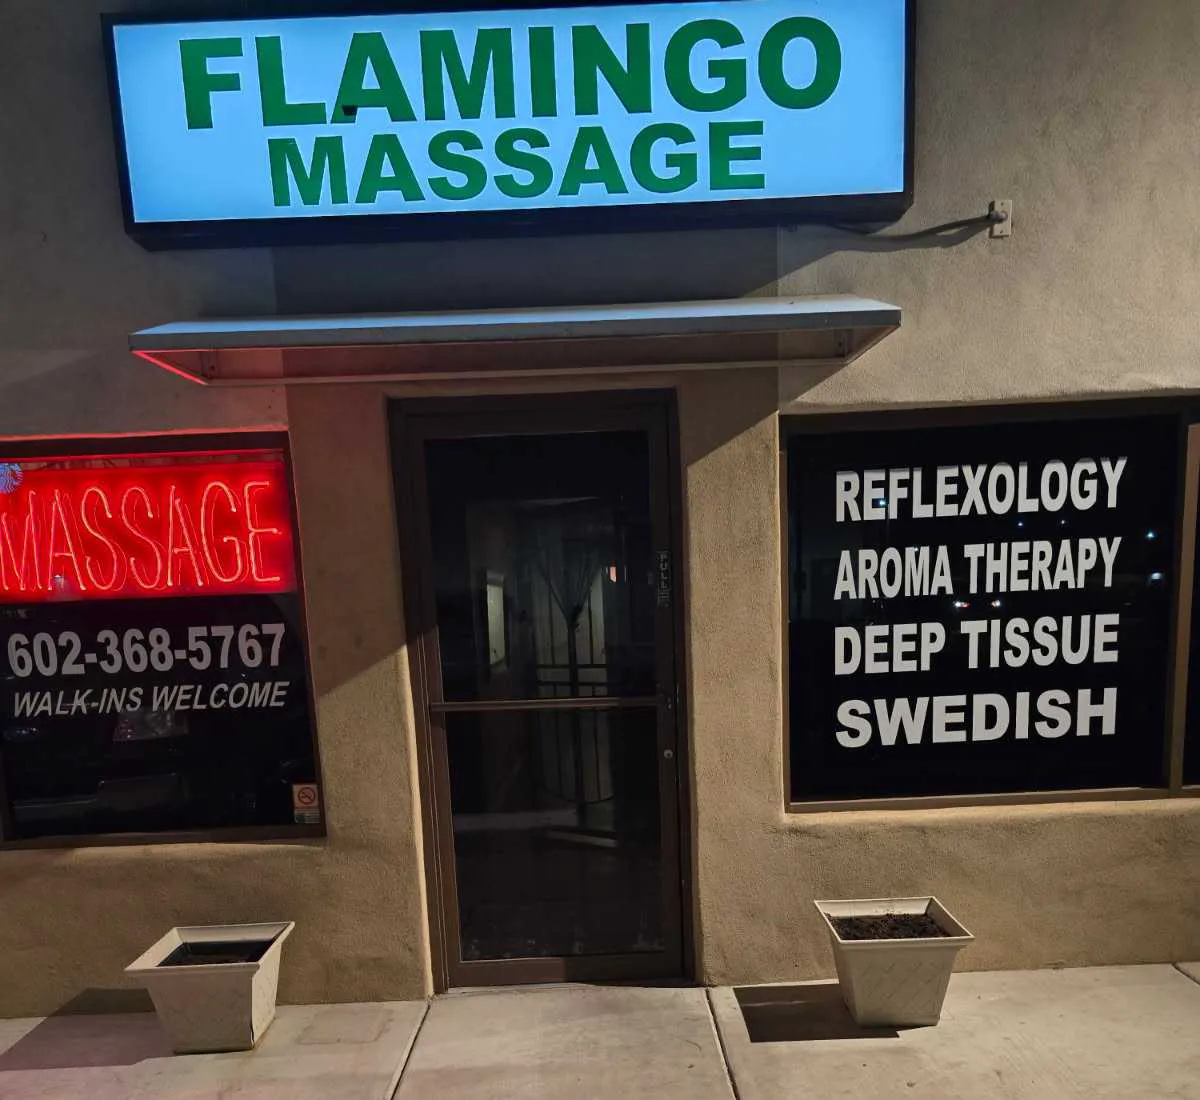 FLAMINGO
MASSAGE
MASSAGE
602-368-5767
WALK-INS WELCOME
PULL
REFLEXOLOGY
AROMA THERAPY
DEEP TISSUE
SWEDISH